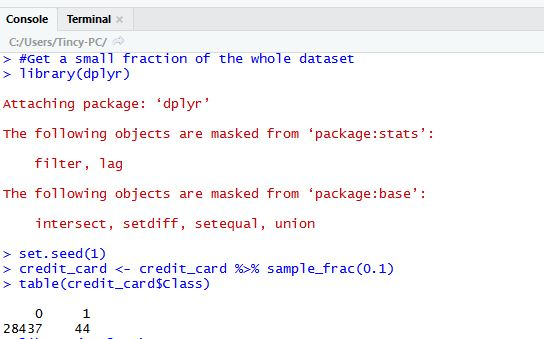 Console Terminal ×
C:/Users/Tincy-PC/
> #Get a small fraction of the whole dataset
> library(dplyr)
Attaching package: ‘dplyr’
The following objects are masked from ‘package:stats’:
filter, lag
The following objects are masked from ‘package:base’:
intersect, setdiff, setequal, union
> set.seed(1)
> credit_card <- credit_card %>% sample_frac(0.1)
> table(credit_card$Class)
0 1
28437 44